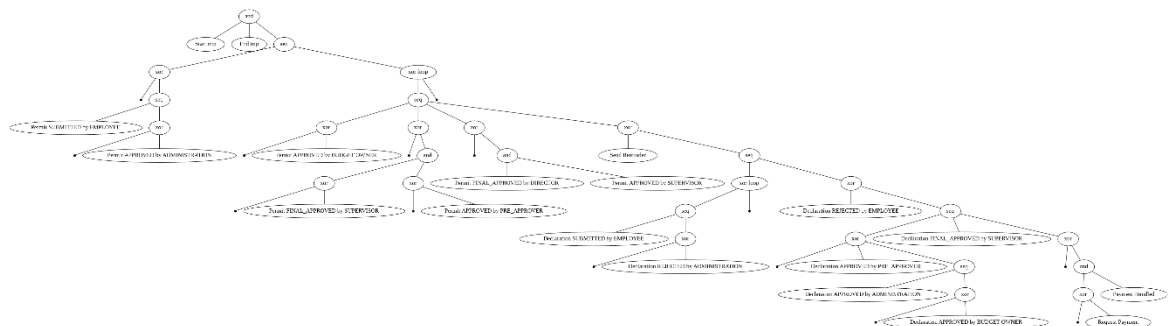 and
Start trip
End trip
seq
xor
xor loop
seq
seq
Permit SUBMITTED by EMPLOYEE
xor
xor
xor
xor
xor
Permit APPROVED by ADMINISTRATION
Permit APPROVED by BUDGET OWNER
and
and
Send Reminder
seq
xor
xor
Permit FINAL_APPROVED by DIRECTOR
Permit APPROVED by SUPERVISOR
xor loop
xor
Permit FINAL_APPROVED by SUPERVISOR
Permit APPROVED by PRE_APPROVER
seq
Declaration REJECTED by EMPLOYEE
seq
Declaration SUBMITTED by EMPLOYEE
xor
xor
Declaration FINAL_APPROVED by SUPERVISOR
xor
Declaration REJECTED by ADMINISTRATION
Declaration APPROVED by PRE_APPROVER
seq
and
Declaration APPROVED by ADMINISTRATION
xor
xor
Payment Handled
Declaration APPROVED by BUDGET OWNER
Request Payment